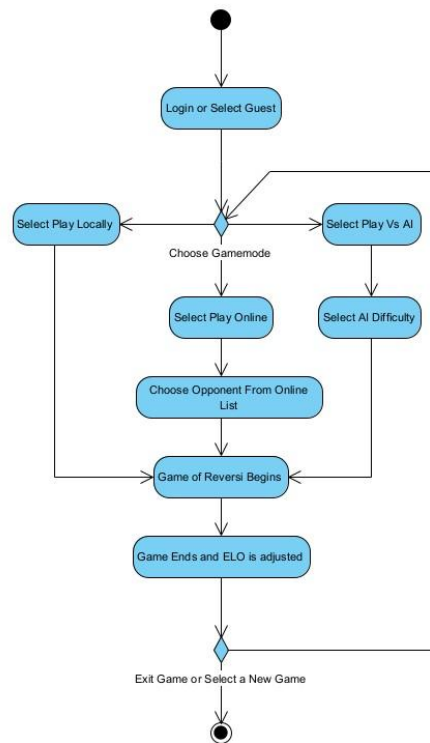 Login or Select Guest
Select Play Locally
Select Play Vs AI
Choose Gamemode
Select Play Online
Select AI Difficulty
Choose Opponent From Online
List
Game of Reversi Begins
Game Ends and ELO is adjusted
Exit Game or Select a New Game